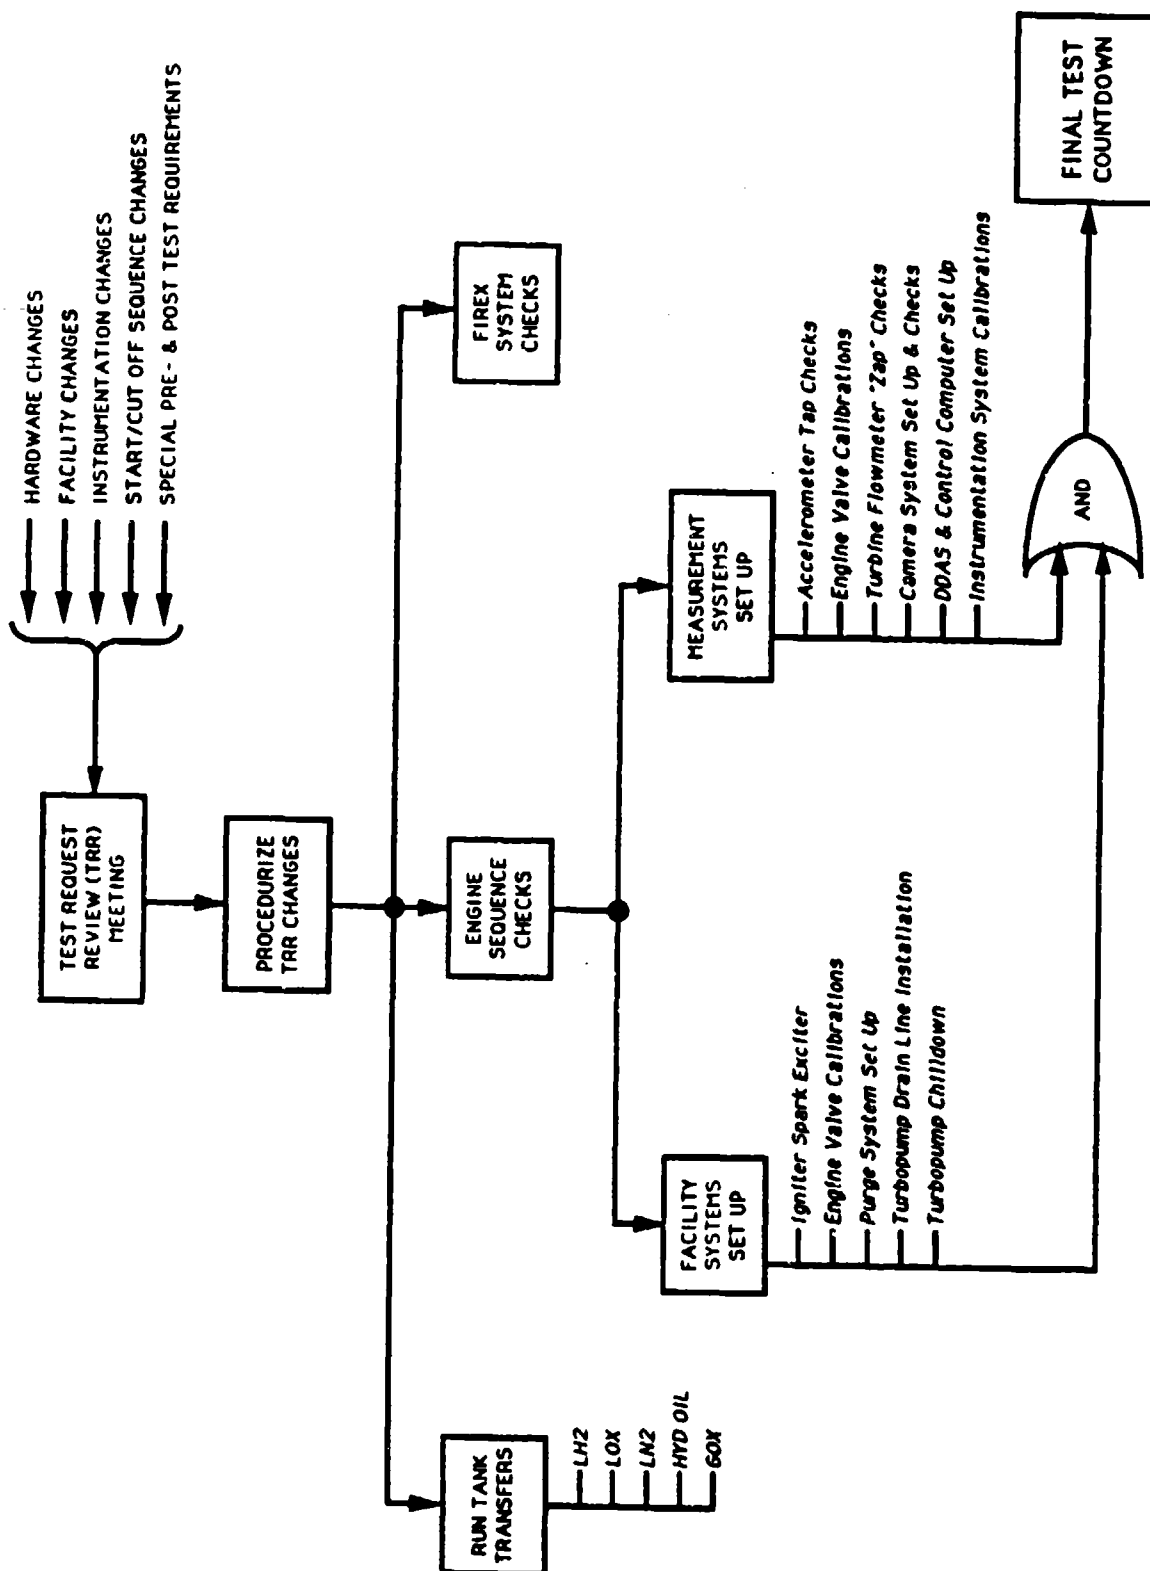 HARDWARE CHANGES
FACILITY CHANGES
INSTRUMENTATION CHANGES
START/CUT OFF SEQUENCE CHANGES
SPECIAL PRE- & POST TEST REQUIREMENTS
TEST REQUEST
REVIEW (TRR)
MEETING
PROCEDURIZE
TRR CHANGES
RUN TANK
TRANSFERS
LH2
LOX
LN2
HYD OIL
GOX
ENGINE
SEQUENCE
CHECKS
FIREX
SYSTEM
CHECKS
FACILITY
SYSTEMS
SET UP
Igniter Spark Exciter
Engine Valve Calibrations
Purge System Set Up
Turbopump Drain Line Installation
Turbopump Chilldown
MEASUREMENT
SYSTEMS
SET UP
Accelerometer Tap Checks
Engine Valve Calibrations
Turbine Flowmeter "Zap" Checks
Camera System Set Up & Checks
DDAS & Control Computer Set Up
Instrumentation System Calibrations
AND
FINAL TEST
COUNTDOWN